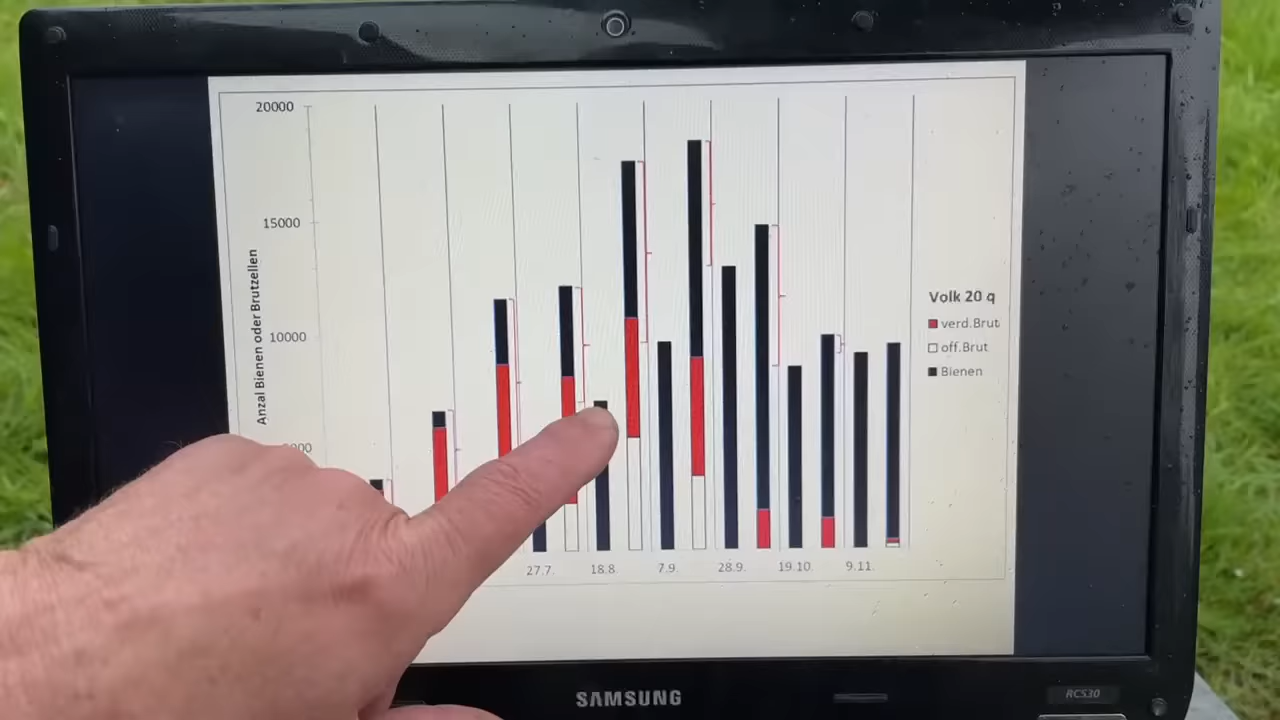 20000
15000
10000
Anzal Bienen oder Brutzellen
Volk 20 q
verd.Brut
off.Brut
Bienen
27.7.
18.8.
7.9.
28.9.
19.10.
9.11.
SAMSUNG
RC530